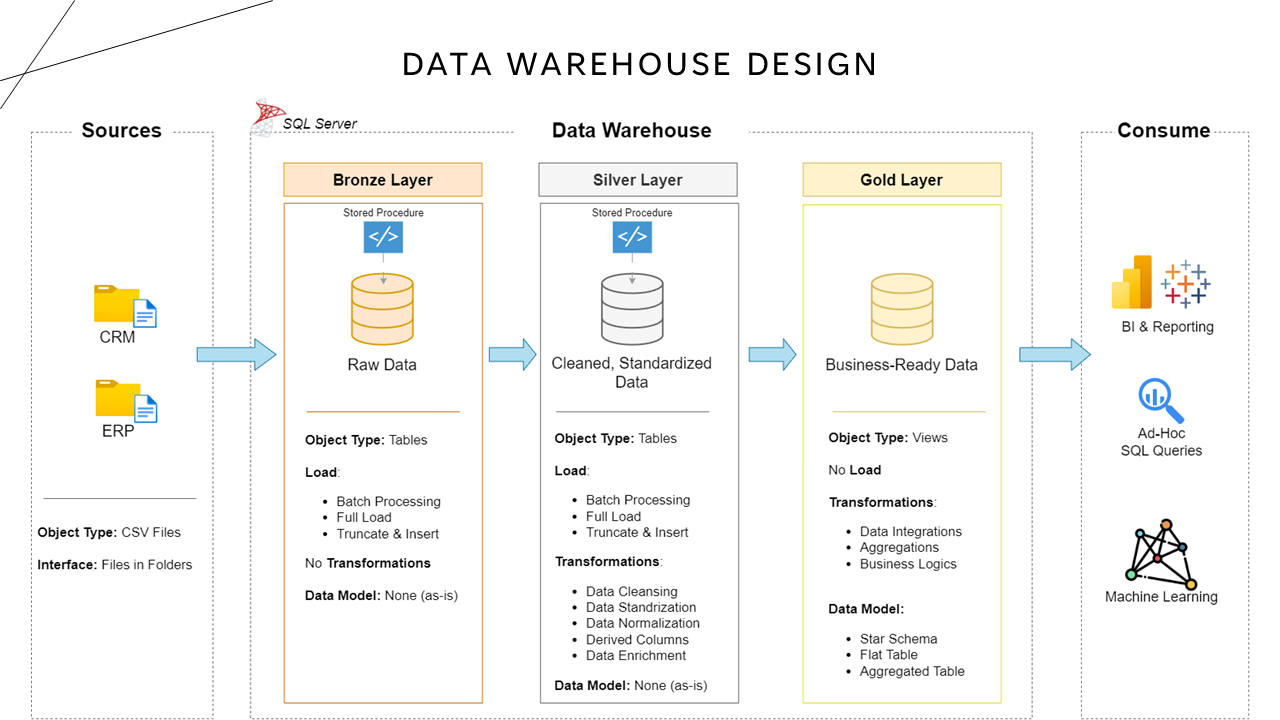 DATA WAREHOUSE DESIGN
Sources
CRM
ERP
Object Type: CSV Files
Interface: Files in Folders
SQL Server
Data Warehouse
Bronze Layer
Stored Procedure
</>
Raw Data
Object Type: Tables
Load:
• Batch Processing
• Full Load
• Truncate & Insert
No Transformations
Data Model: None (as-is)
Silver Layer
Stored Procedure
</>
Cleaned, Standardized
Data
Object Type: Tables
Load:
• Batch Processing
• Full Load
• Truncate & Insert
Transformations:
• Data Cleansing
• Data Standrization
• Data Normalization
• Derived Columns
• Data Enrichment
Data Model: None (as-is)
Gold Layer
Business-Ready Data
Object Type: Views
No Load
Transformations:
• Data Integrations
• Aggregations
• Business Logics
Data Model:
• Star Schema
• Flat Table
• Aggregated Table
Consume
BI & Reporting
Ad-Hoc
SQL Queries
Machine Learning